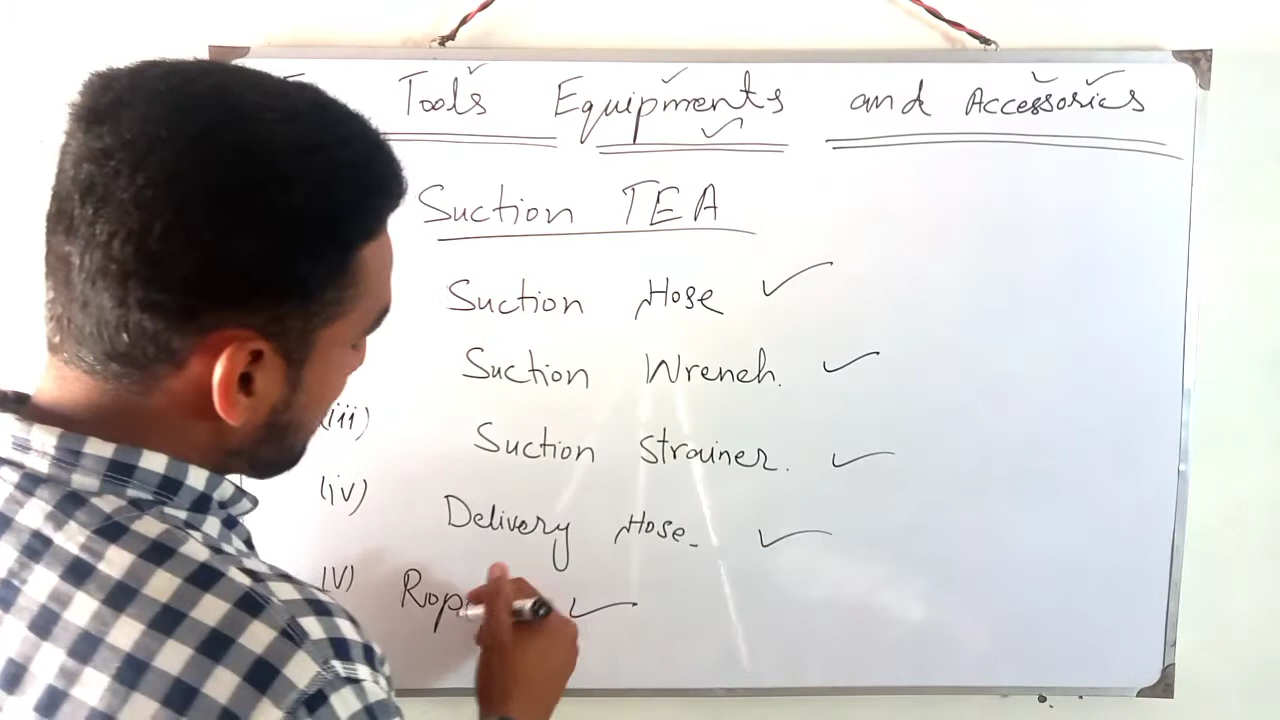 Tools Equipments and Accessories
Suction TEA
Suction Hose
Suction Wrench.
(iii) Suction Strainer.
(iv) Delivery Hose.
(V)